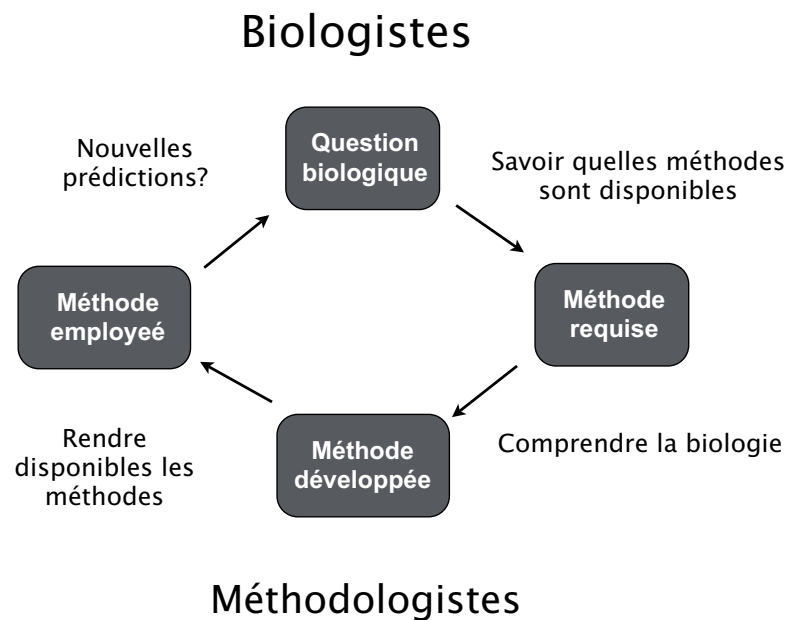 Biologistes
Nouvelles
prédictions?
Question
biologique
Savoir quelles méthodes
sont disponibles
Méthode
employeé
Méthode
requise
Rendre
disponibles les
méthodes
Méthode
développée
Comprendre la biologie
Méthodologistes